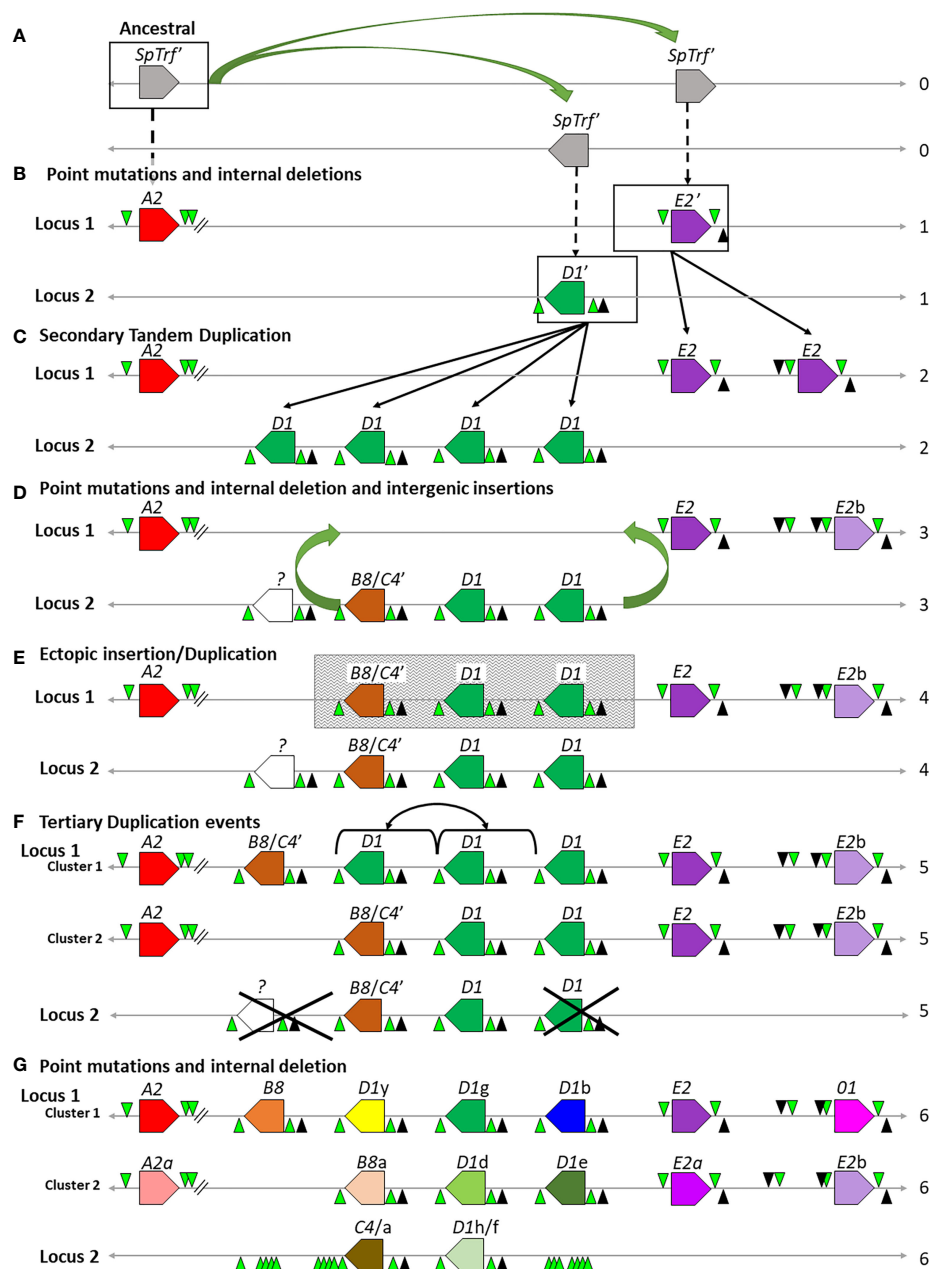 A
Ancestral
SpTrf'
SpTrf'
0
SpTrf'
0
B Point mutations and internal deletions
A2
E2'
Locus 1
1
D1'
Locus 2
1
C Secondary Tandem Duplication
A2 E2 E2
Locus 1
2
D1 D1 D1 D1
Locus 2
2
D Point mutations and internal deletion and intergenic insertions
A2 E2 E2b
Locus 1 // 3
? B8/C4' D1 D1
Locus 2 3
E Ectopic insertion/Duplication
A2 B8/C4' D1 D1 E2 E2b
Locus 1 // 4
? B8/C4' D1 D1
Locus 2 4
F Tertiary Duplication events
A2 B8/C4' D1 D1 D1 E2 E2b
Locus 1
Cluster 1 // 5
A2 B8/C4' D1 D1 E2 E2b
Cluster 2 // 5
? B8/C4' D1 D1
Locus 2 5
G Point mutations and internal deletion
A2 B8 D1y D1g D1b E2 01
Locus 1
Cluster 1 // 6
A2a B8a D1d D1e E2a E2b
Cluster 2 // 6
C4/a D1h/f
Locus 2 6